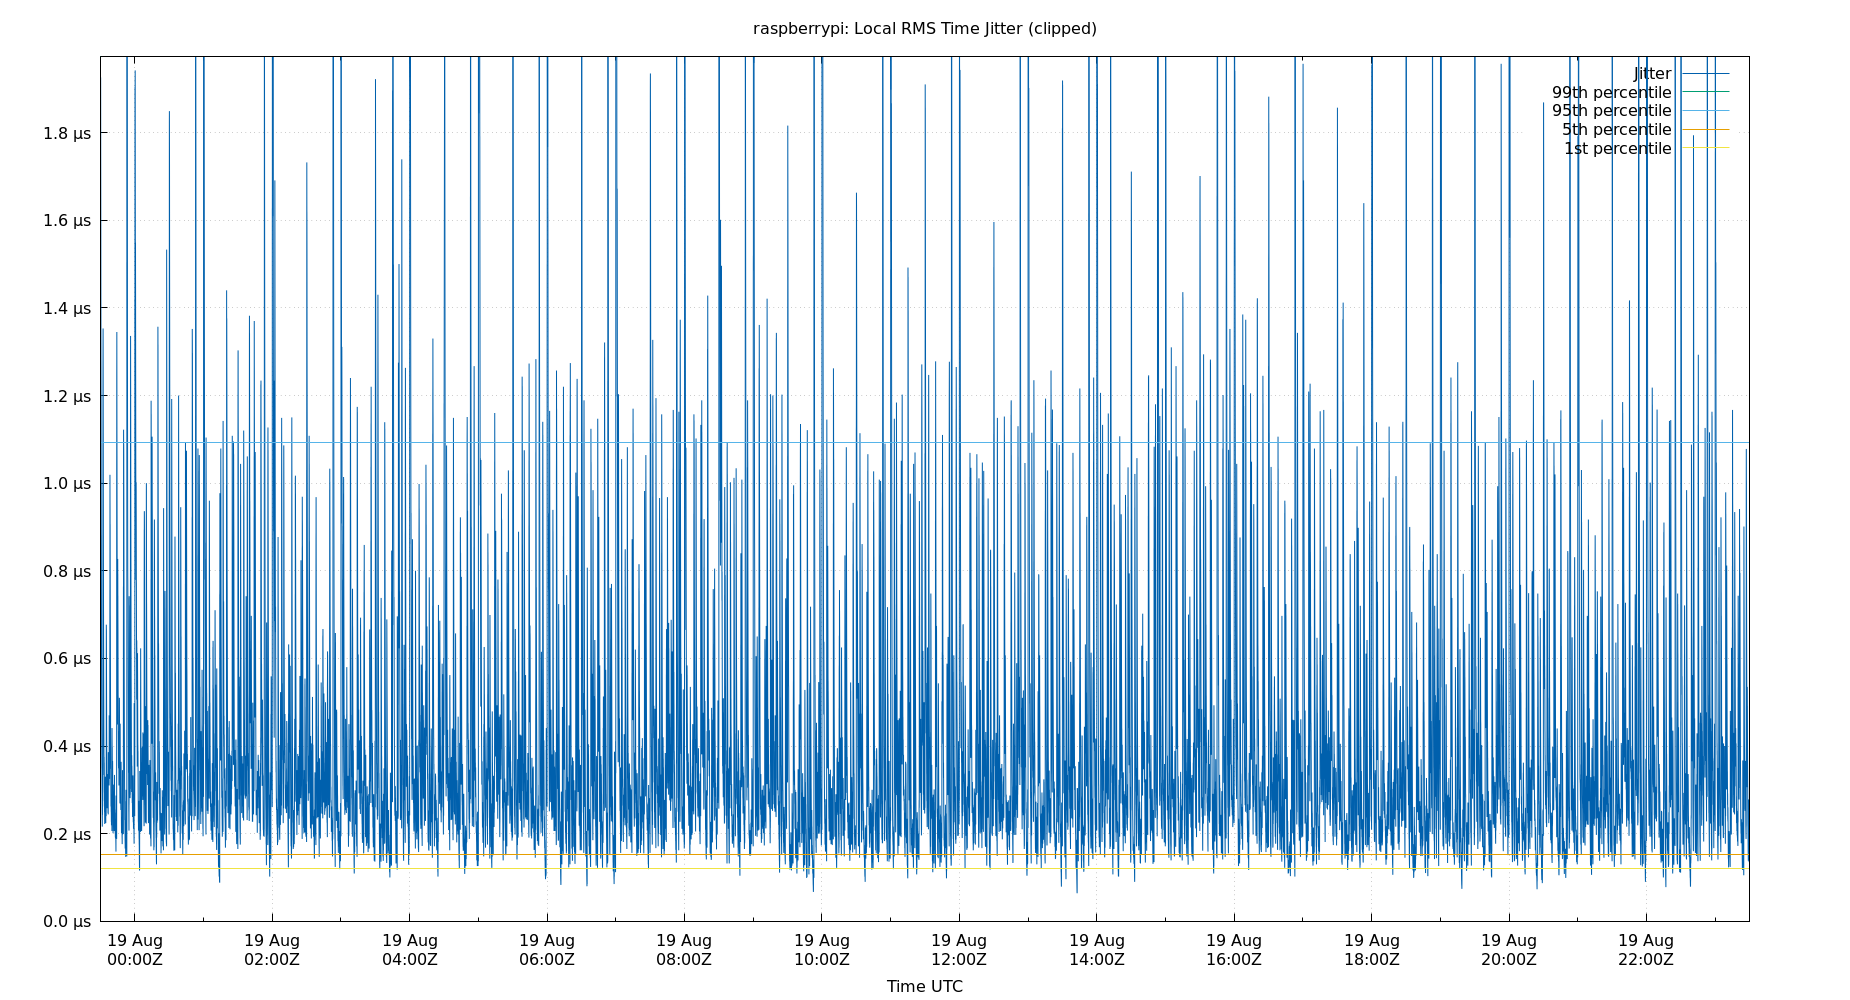 raspberrypi: Local RMS Time Jitter (clipped)
Jitter
99th percentile
95th percentile
5th percentile
1st percentile
1.8 µs
1.6 µs
1.4 µs
1.2 µs
1.0 µs
0.8 µs
0.6 µs
0.4 µs
0.2 µs
0.0 µs
19 Aug 19 Aug 19 Aug 19 Aug 19 Aug 19 Aug 19 Aug 19 Aug 19 Aug 19 Aug 19 Aug 19 Aug
00:00Z 02:00Z 04:00Z 06:00Z 08:00Z 10:00Z 12:00Z 14:00Z 16:00Z 18:00Z 20:00Z 22:00Z
Time UTC